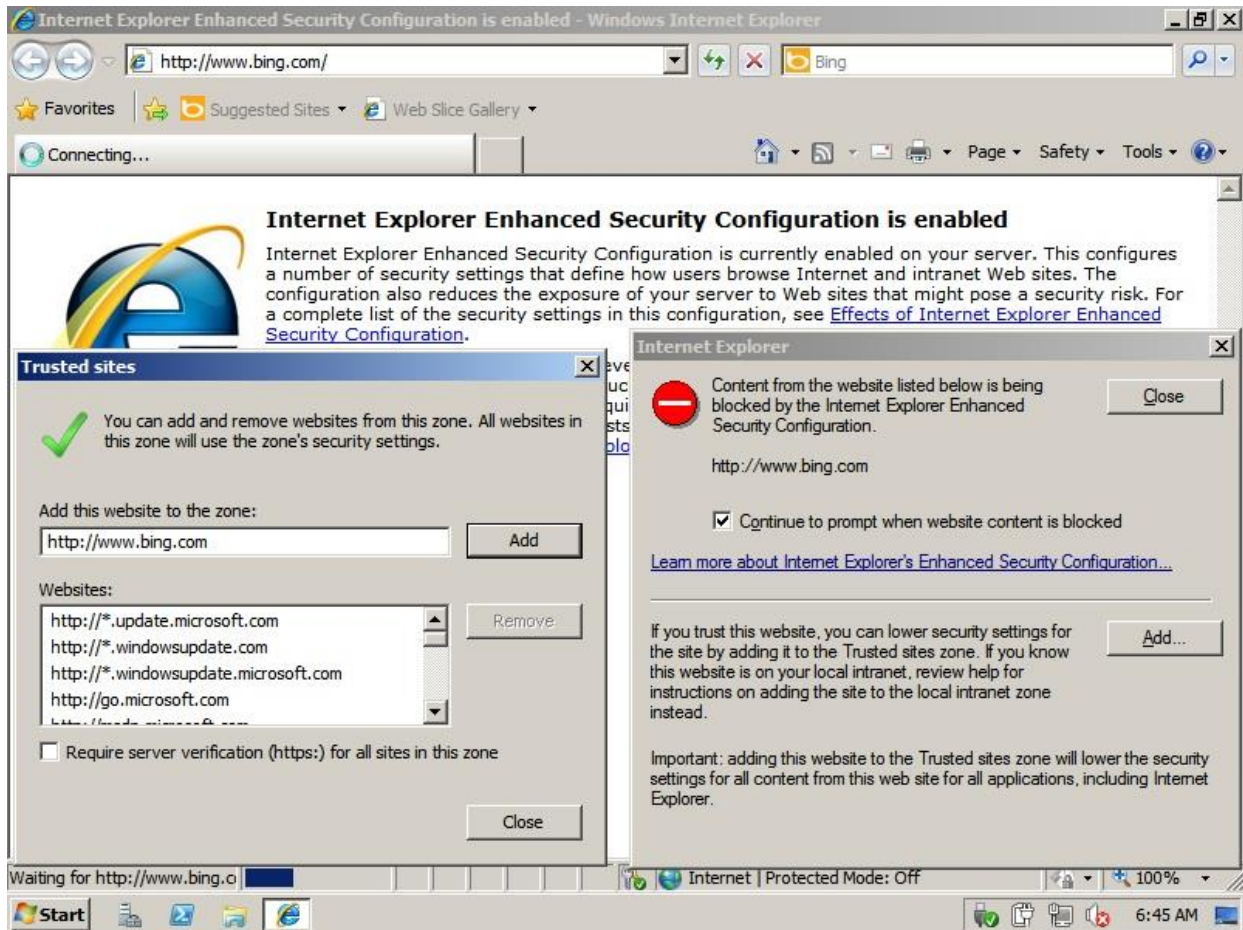 Internet Explorer Enhanced Security Configuration is enabled - Windows Internet Explorer
http://www.bing.com/
Bing
Favorites
Suggested Sites
Web Slice Gallery
Connecting...
Page
Safety
Tools
Internet Explorer Enhanced Security Configuration is enabled
Internet Explorer Enhanced Security Configuration is currently enabled on your server. This configures
a number of security settings that define how users browse Internet and intranet Web sites. The
configuration also reduces the exposure of your server to Web sites that might pose a security risk. For
a complete list of the security settings in this configuration, see Effects of Internet Explorer Enhanced
Security Configuration.
Trusted sites
You can add and remove websites from this zone. All websites in
this zone will use the zone's security settings.
Add this website to the zone:
http://www.bing.com
Add
Websites:
http://*.update.microsoft.com
http://*.windowsupdate.com
http://*.windowsupdate.microsoft.com
http://go.microsoft.com
Remove
Require server verification (https:) for all sites in this zone
Close
Internet Explorer
Content from the website listed below is being
blocked by the Internet Explorer Enhanced
Security Configuration.
Close
http://www.bing.com
Continue to prompt when website content is blocked
Learn more about Internet Explorer's Enhanced Security Configuration...
If you trust this website, you can lower security settings for
the site by adding it to the Trusted sites zone. If you know
this website is on your local intranet, review help for
instructions on adding the site to the local intranet zone
instead.
Add...
Important: adding this website to the Trusted sites zone will lower the security
settings for all content from this web site for all applications, including Internet
Explorer.
Waiting for http://www.bing.c
Internet | Protected Mode: Off
100%
Start
6:45 AM